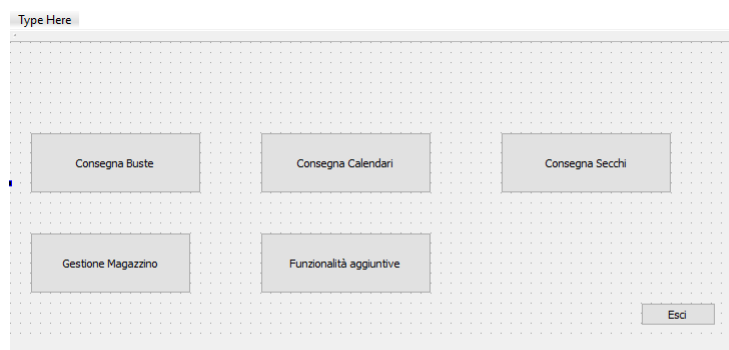 Type Here
Consegna Buste
Consegna Calendari
Consegna Secchi
Gestione Magazzino
Funzionalità aggiuntive
Esci